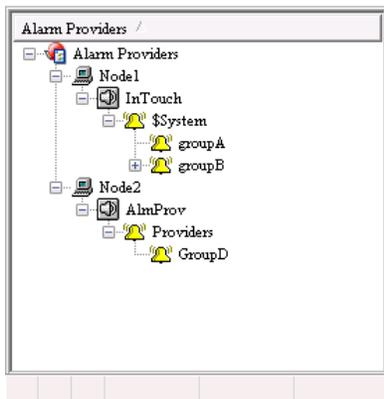 Alarm Providers /
Alarm Providers
Node1
InTouch
$System
groupA
groupB
Node2
AlmProv
Providers
GroupD